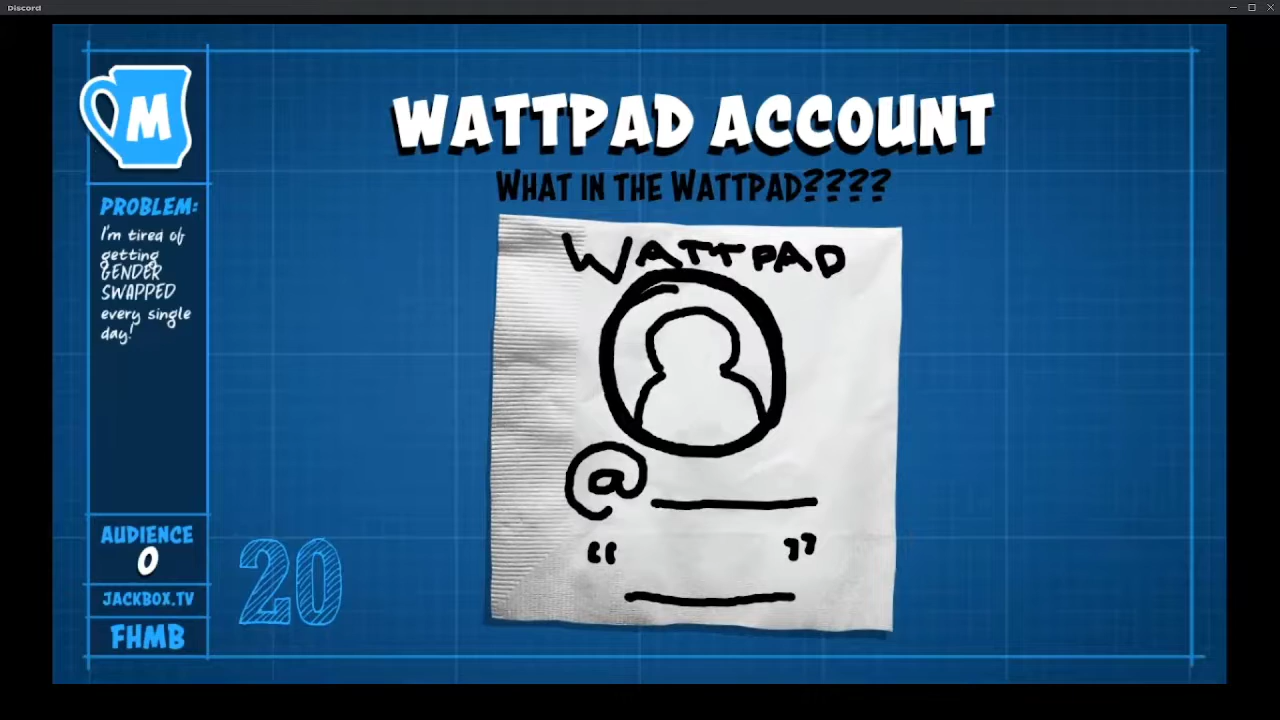 Discord
M
WATTPAD ACCOUNT
WHAT IN THE WATTPAD????
PROBLEM:
I'm tired of
getting
GENDER
SWAPPED
every single
day!
WATTPAD
@
“ ”
AUDIENCE
0
JACKBOX.TV
FHMB
20